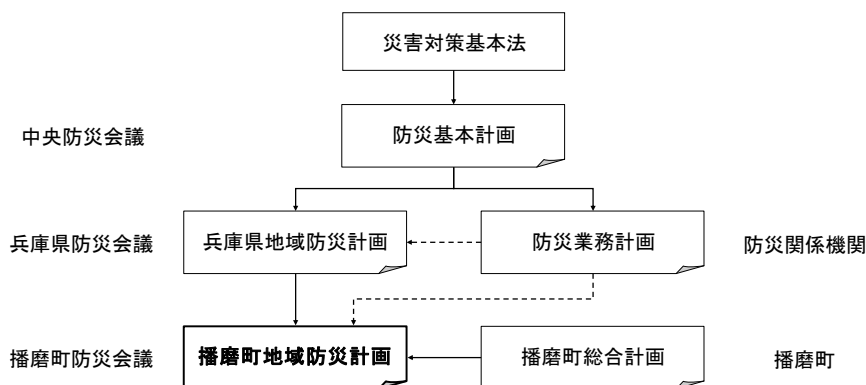 災害対策基本法
中央防災会議
防災基本計画
兵庫県防災会議
兵庫県地域防災計画
防災業務計画
防災関係機関
播磨町防災会議
播磨町地域防災計画
播磨町総合計画
播磨町